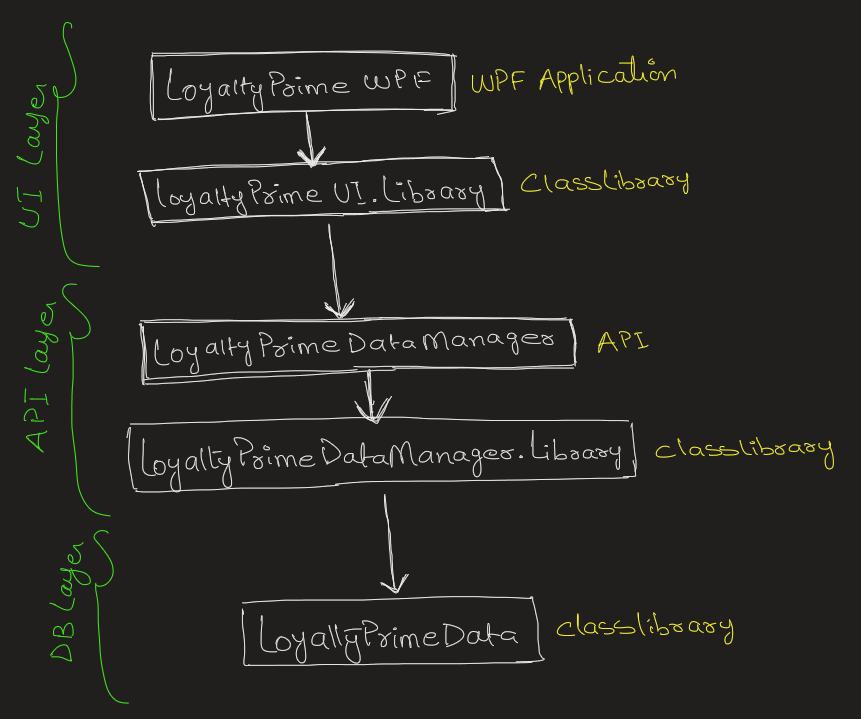 UI Layer
LoyaltyPrime WPF
WPF Application
LoyaltyPrime UI.Library
ClassLibrary
API Layer
LoyaltyPrimeDataManager
API
LoyaltyPrimeDataManager.Library
classlibrary
DB Layer
LoyaltyPrimeData
classlibrary